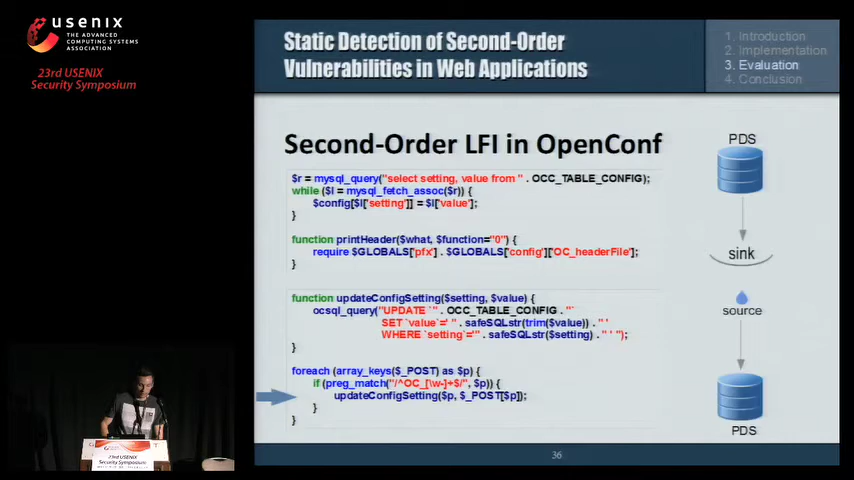 usenix
THE ADVANCED
COMPUTING SYSTEMS
ASSOCIATION
23rd USENIX
Security Symposium
Static Detection of Second-Order
Vulnerabilities in Web Applications
1. Introduction
2. Implementation
3. Evaluation
4. Conclusion
Second-Order LFI in OpenConf
$r = mysql_query("select setting, value from " . OCC_TABLE_CONFIG);
while ($l = mysql_fetch_assoc($r)) {
$config[$l['setting']] = $l['value'];
}
function printHeader($what, $function="0") {
require $GLOBALS['pfx'] . $GLOBALS['config']['OC_headerFile'];
}
function updateConfigSetting($setting, $value) {
ocsql_query("UPDATE `" . OCC_TABLE_CONFIG . "`
SET `value`='" . safeSQLstr(trim($value)) . "'
WHERE `setting`='" . safeSQLstr($setting) . "'");
}
foreach (array_keys($_POST) as $p) {
if (preg_match("/^OC_[\w-]+$/", $p)) {
updateConfigSetting($p, $_POST[$p]);
}
}
PDS
sink
source
PDS
36
23rd USENIX
Security Symposium